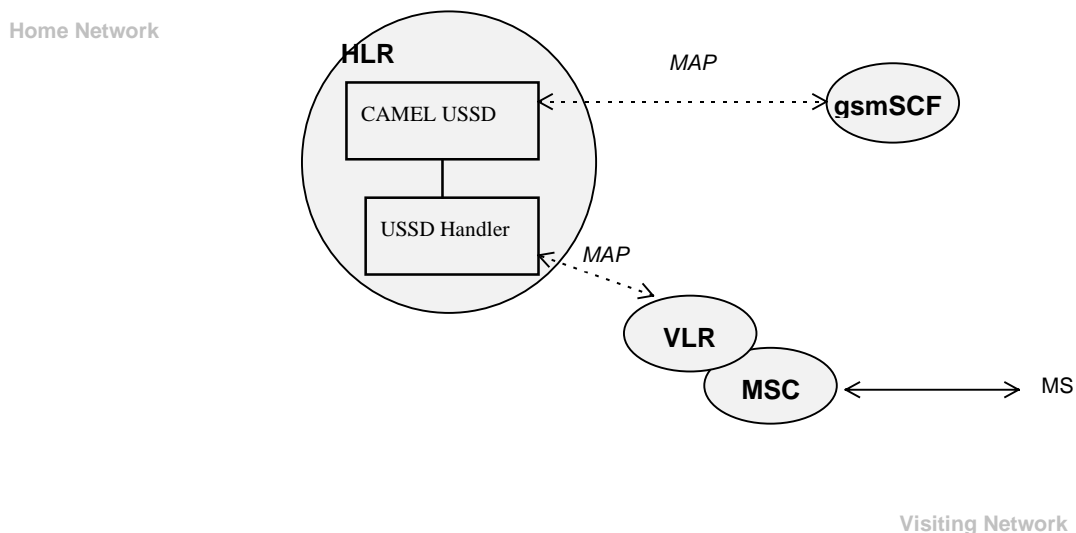 Home Network
HLR
MAP
CAMEL USSD
gsmSCF
USSD Handler
MAP
VLR
MSC
MS
Visiting Network